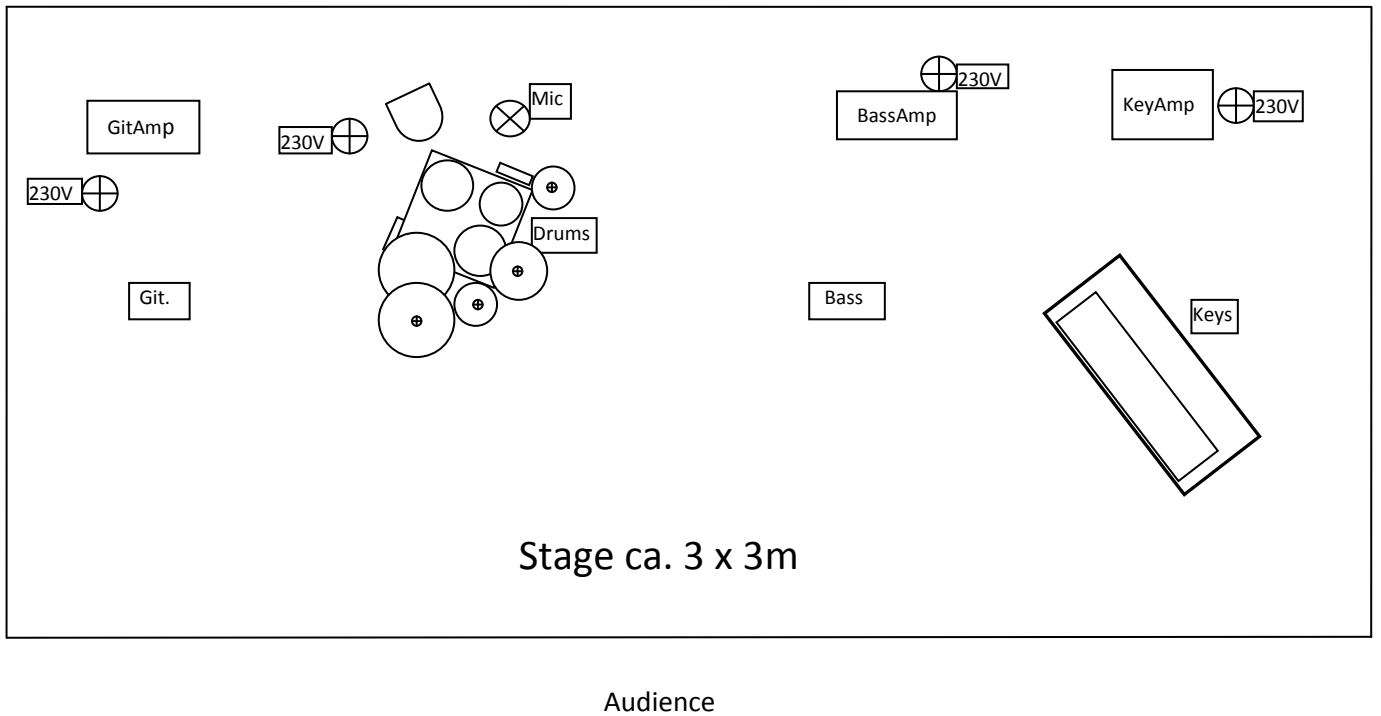 230V
Mic
GitAmp
230V
BassAmp
KeyAmp
230V
230V
Drums
Git.
Bass
Keys
Stage ca. 3 x 3m
Audience